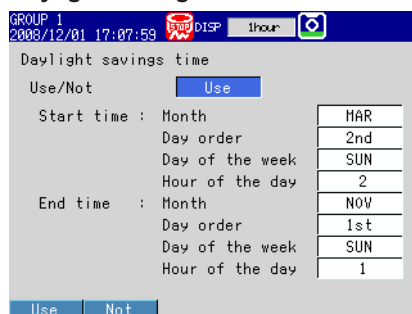 GROUP 1
2008/12/01 17:07:59 STOP DISP 1hour
Daylight savings time
Use/Not Use
Start time : Month MAR
Day order 2nd
Day of the week SUN
Hour of the day 2
End time : Month NOV
Day order 1st
Day of the week SUN
Hour of the day 1
Use Not